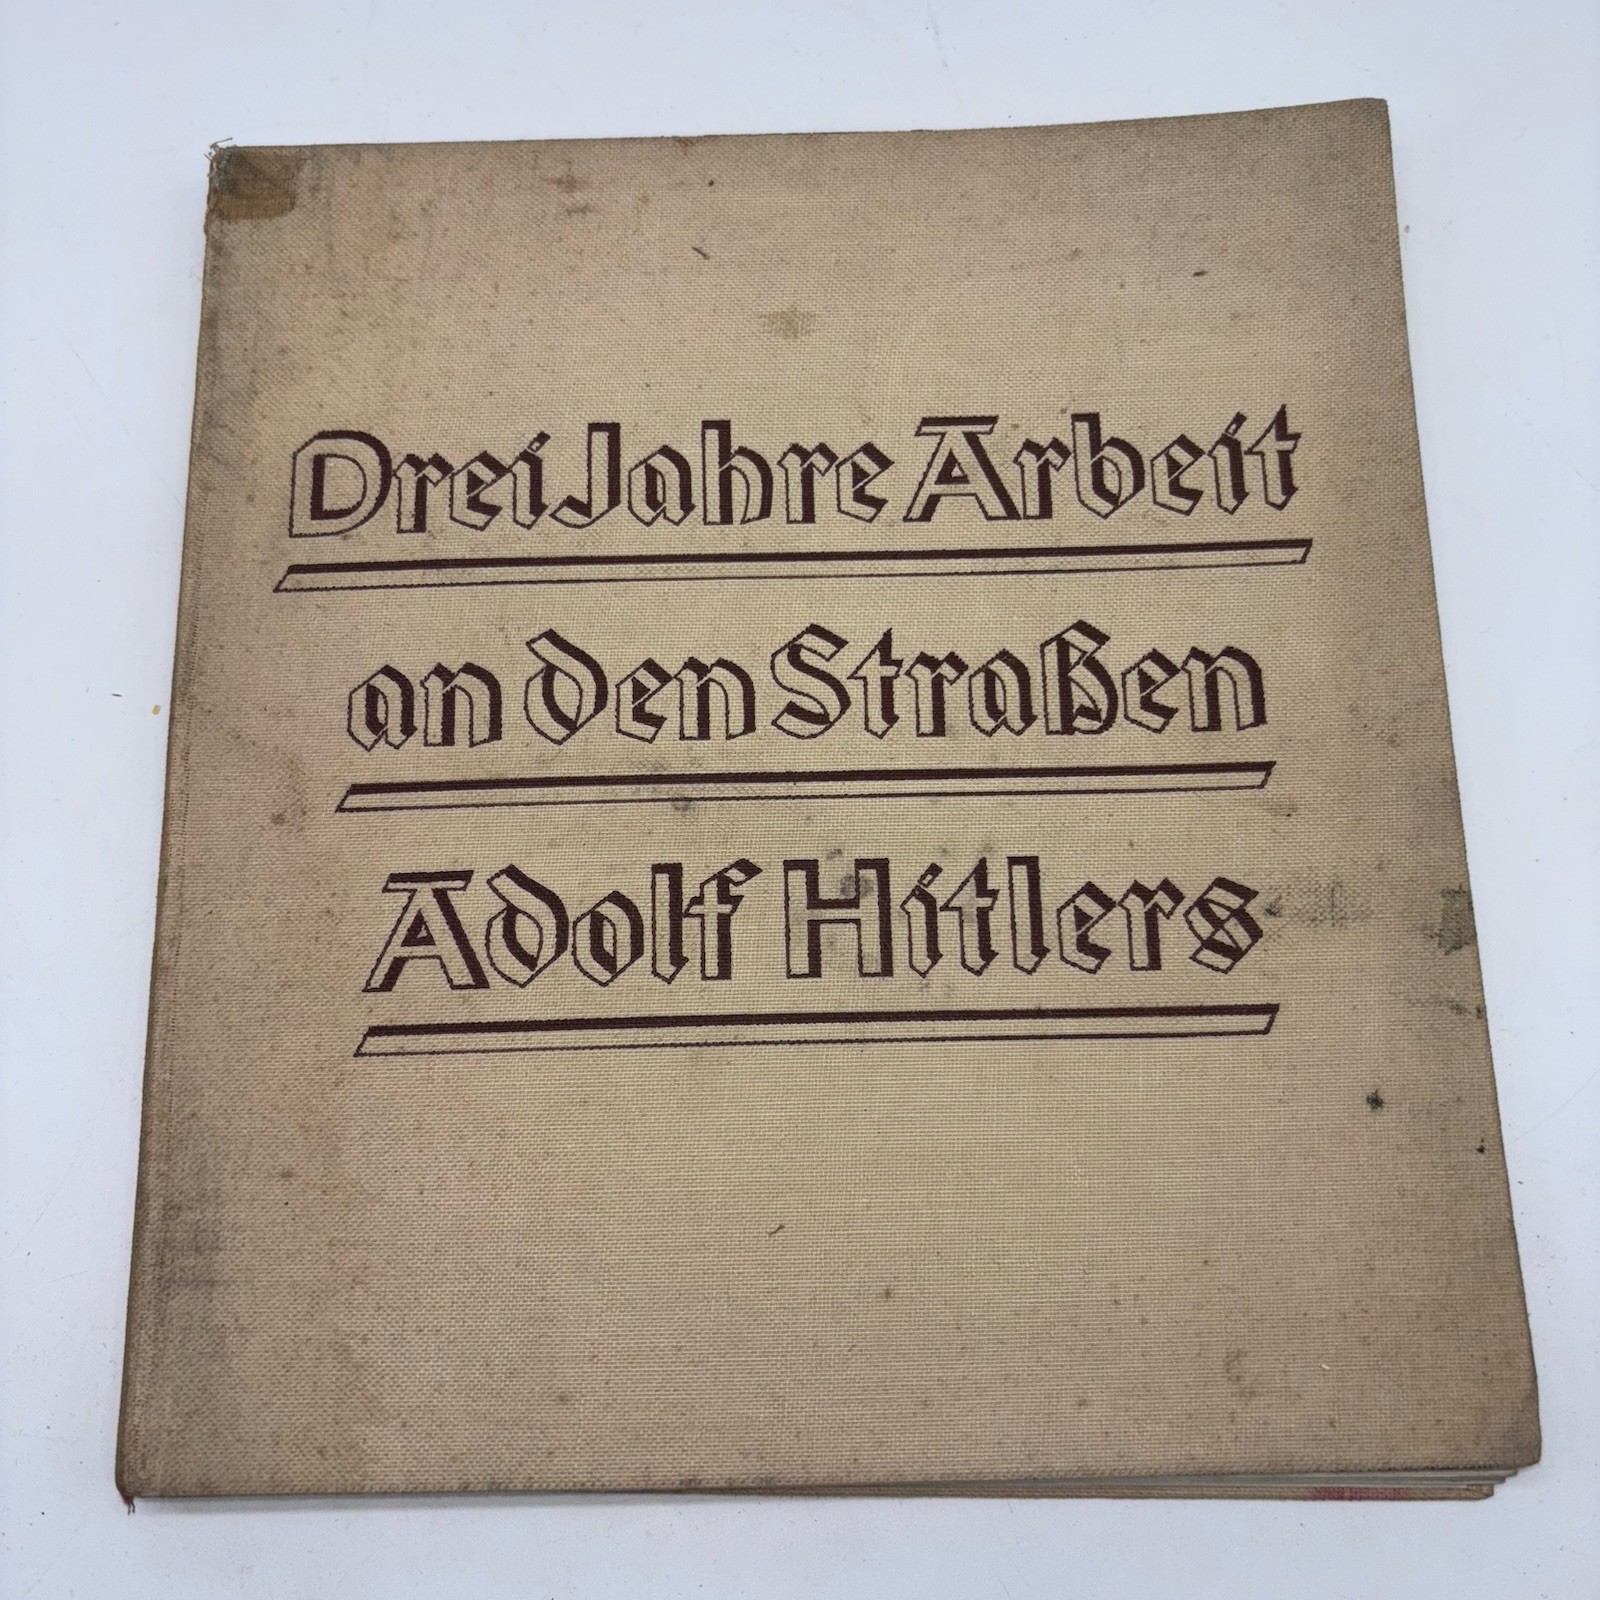 Drei Jahre Arbeit
an den Straßen
Adolf Hitlers